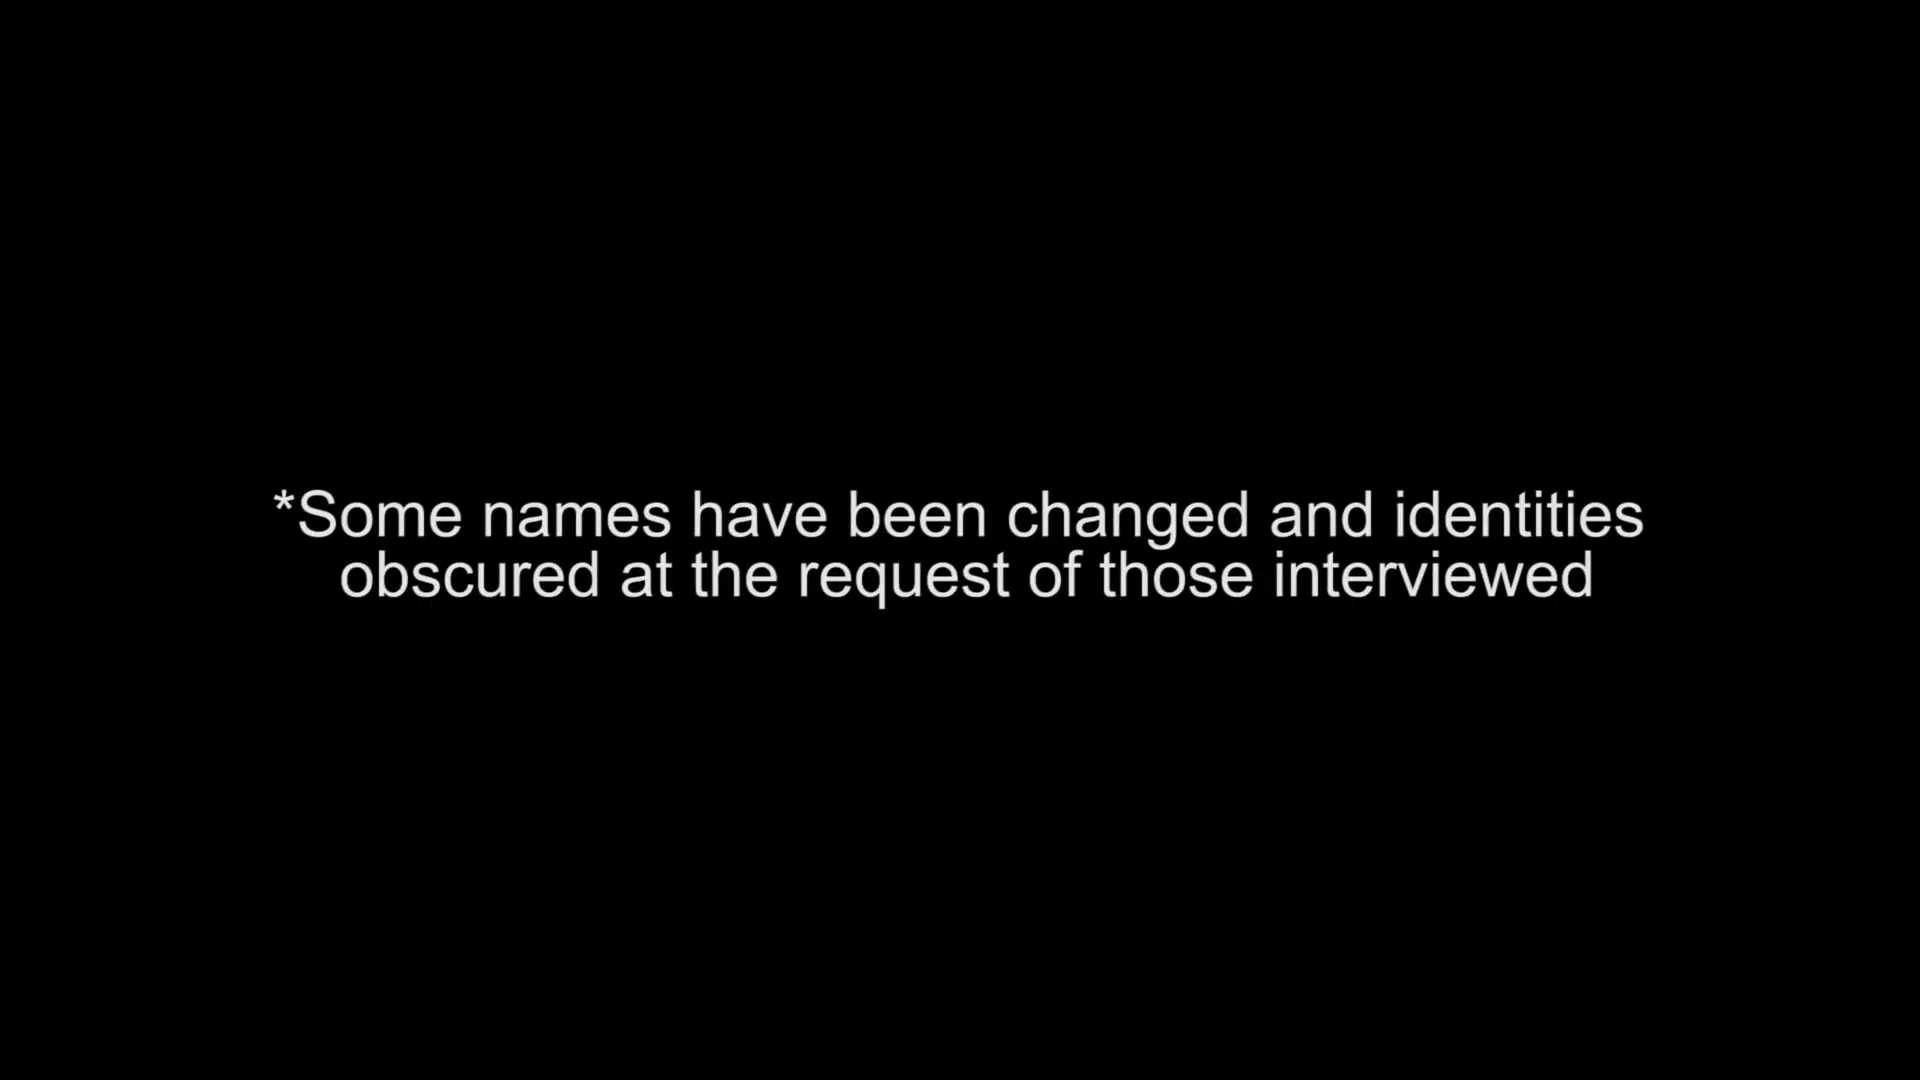 *Some names have been changed and identities
obscured at the request of those interviewed